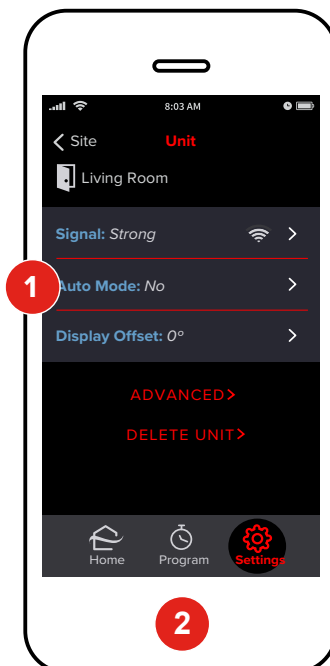 8:03 AM
Site Unit
Living Room
Signal: Strong
1
Auto Mode: No
Display Offset: 0°
ADVANCED>
DELETE UNIT>
Home Program Settings
2